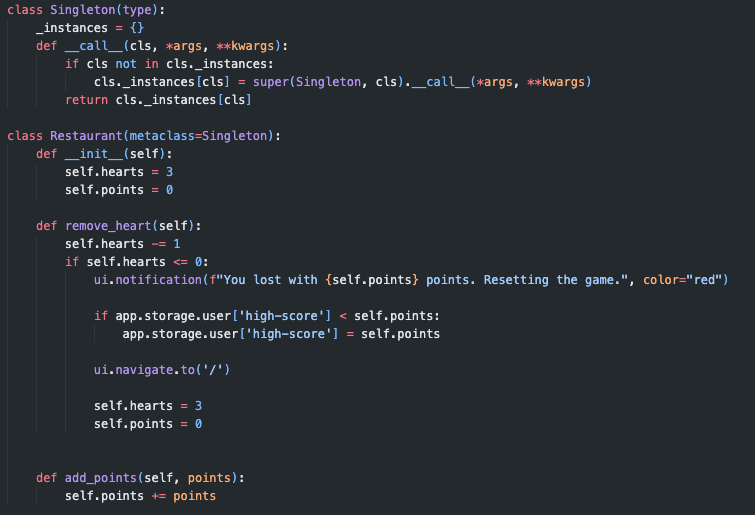 class Singleton(type):
    _instances = {}
    def __call__(cls, *args, **kwargs):
        if cls not in cls._instances:
            cls._instances[cls] = super(Singleton, cls).__call__(*args, **kwargs)
        return cls._instances[cls]

class Restaurant(metaclass=Singleton):
    def __init__(self):
        self.hearts = 3
        self.points = 0

    def remove_heart(self):
        self.hearts -= 1
        if self.hearts <= 0:
            ui.notification(f"You lost with {self.points} points. Resetting the game.", color="red")

            if app.storage.user['high-score'] < self.points:
                app.storage.user['high-score'] = self.points

            ui.navigate.to('/')

            self.hearts = 3
            self.points = 0


    def add_points(self, points):
        self.points += points